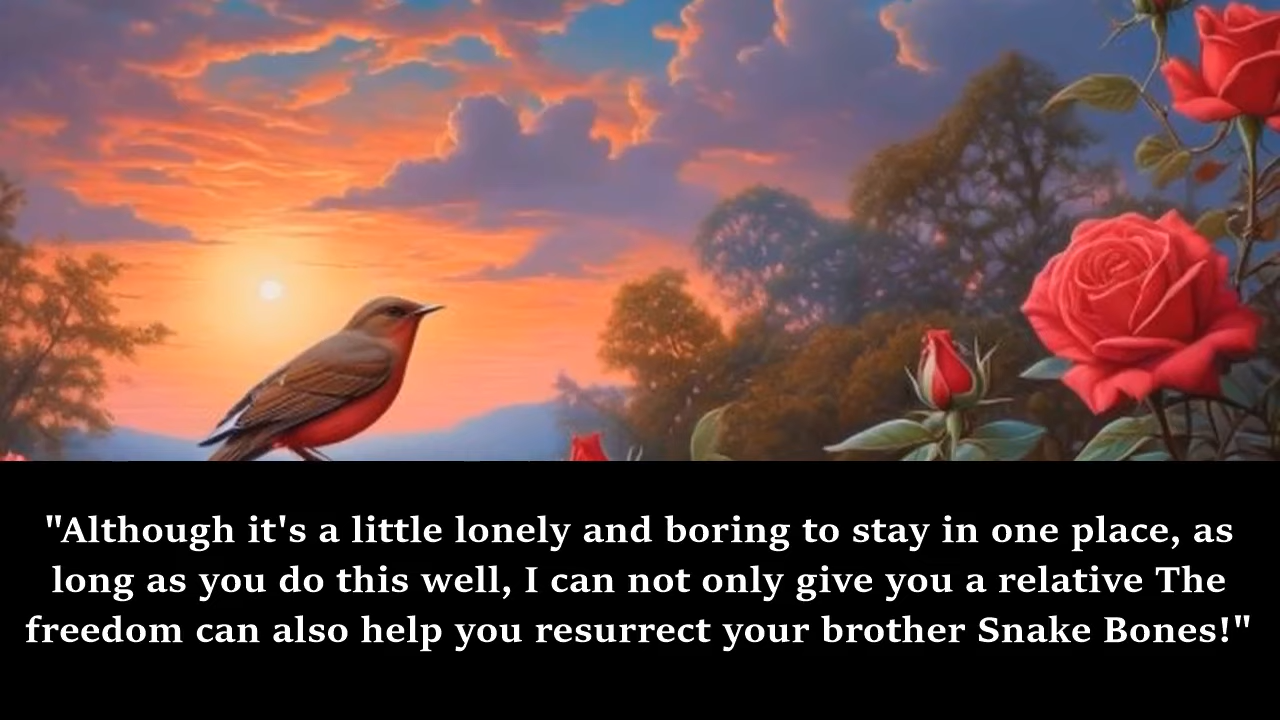 "Although it's a little lonely and boring to stay in one place, as
long as you do this well, I can not only give you a relative The
freedom can also help you resurrect your brother Snake Bones!"